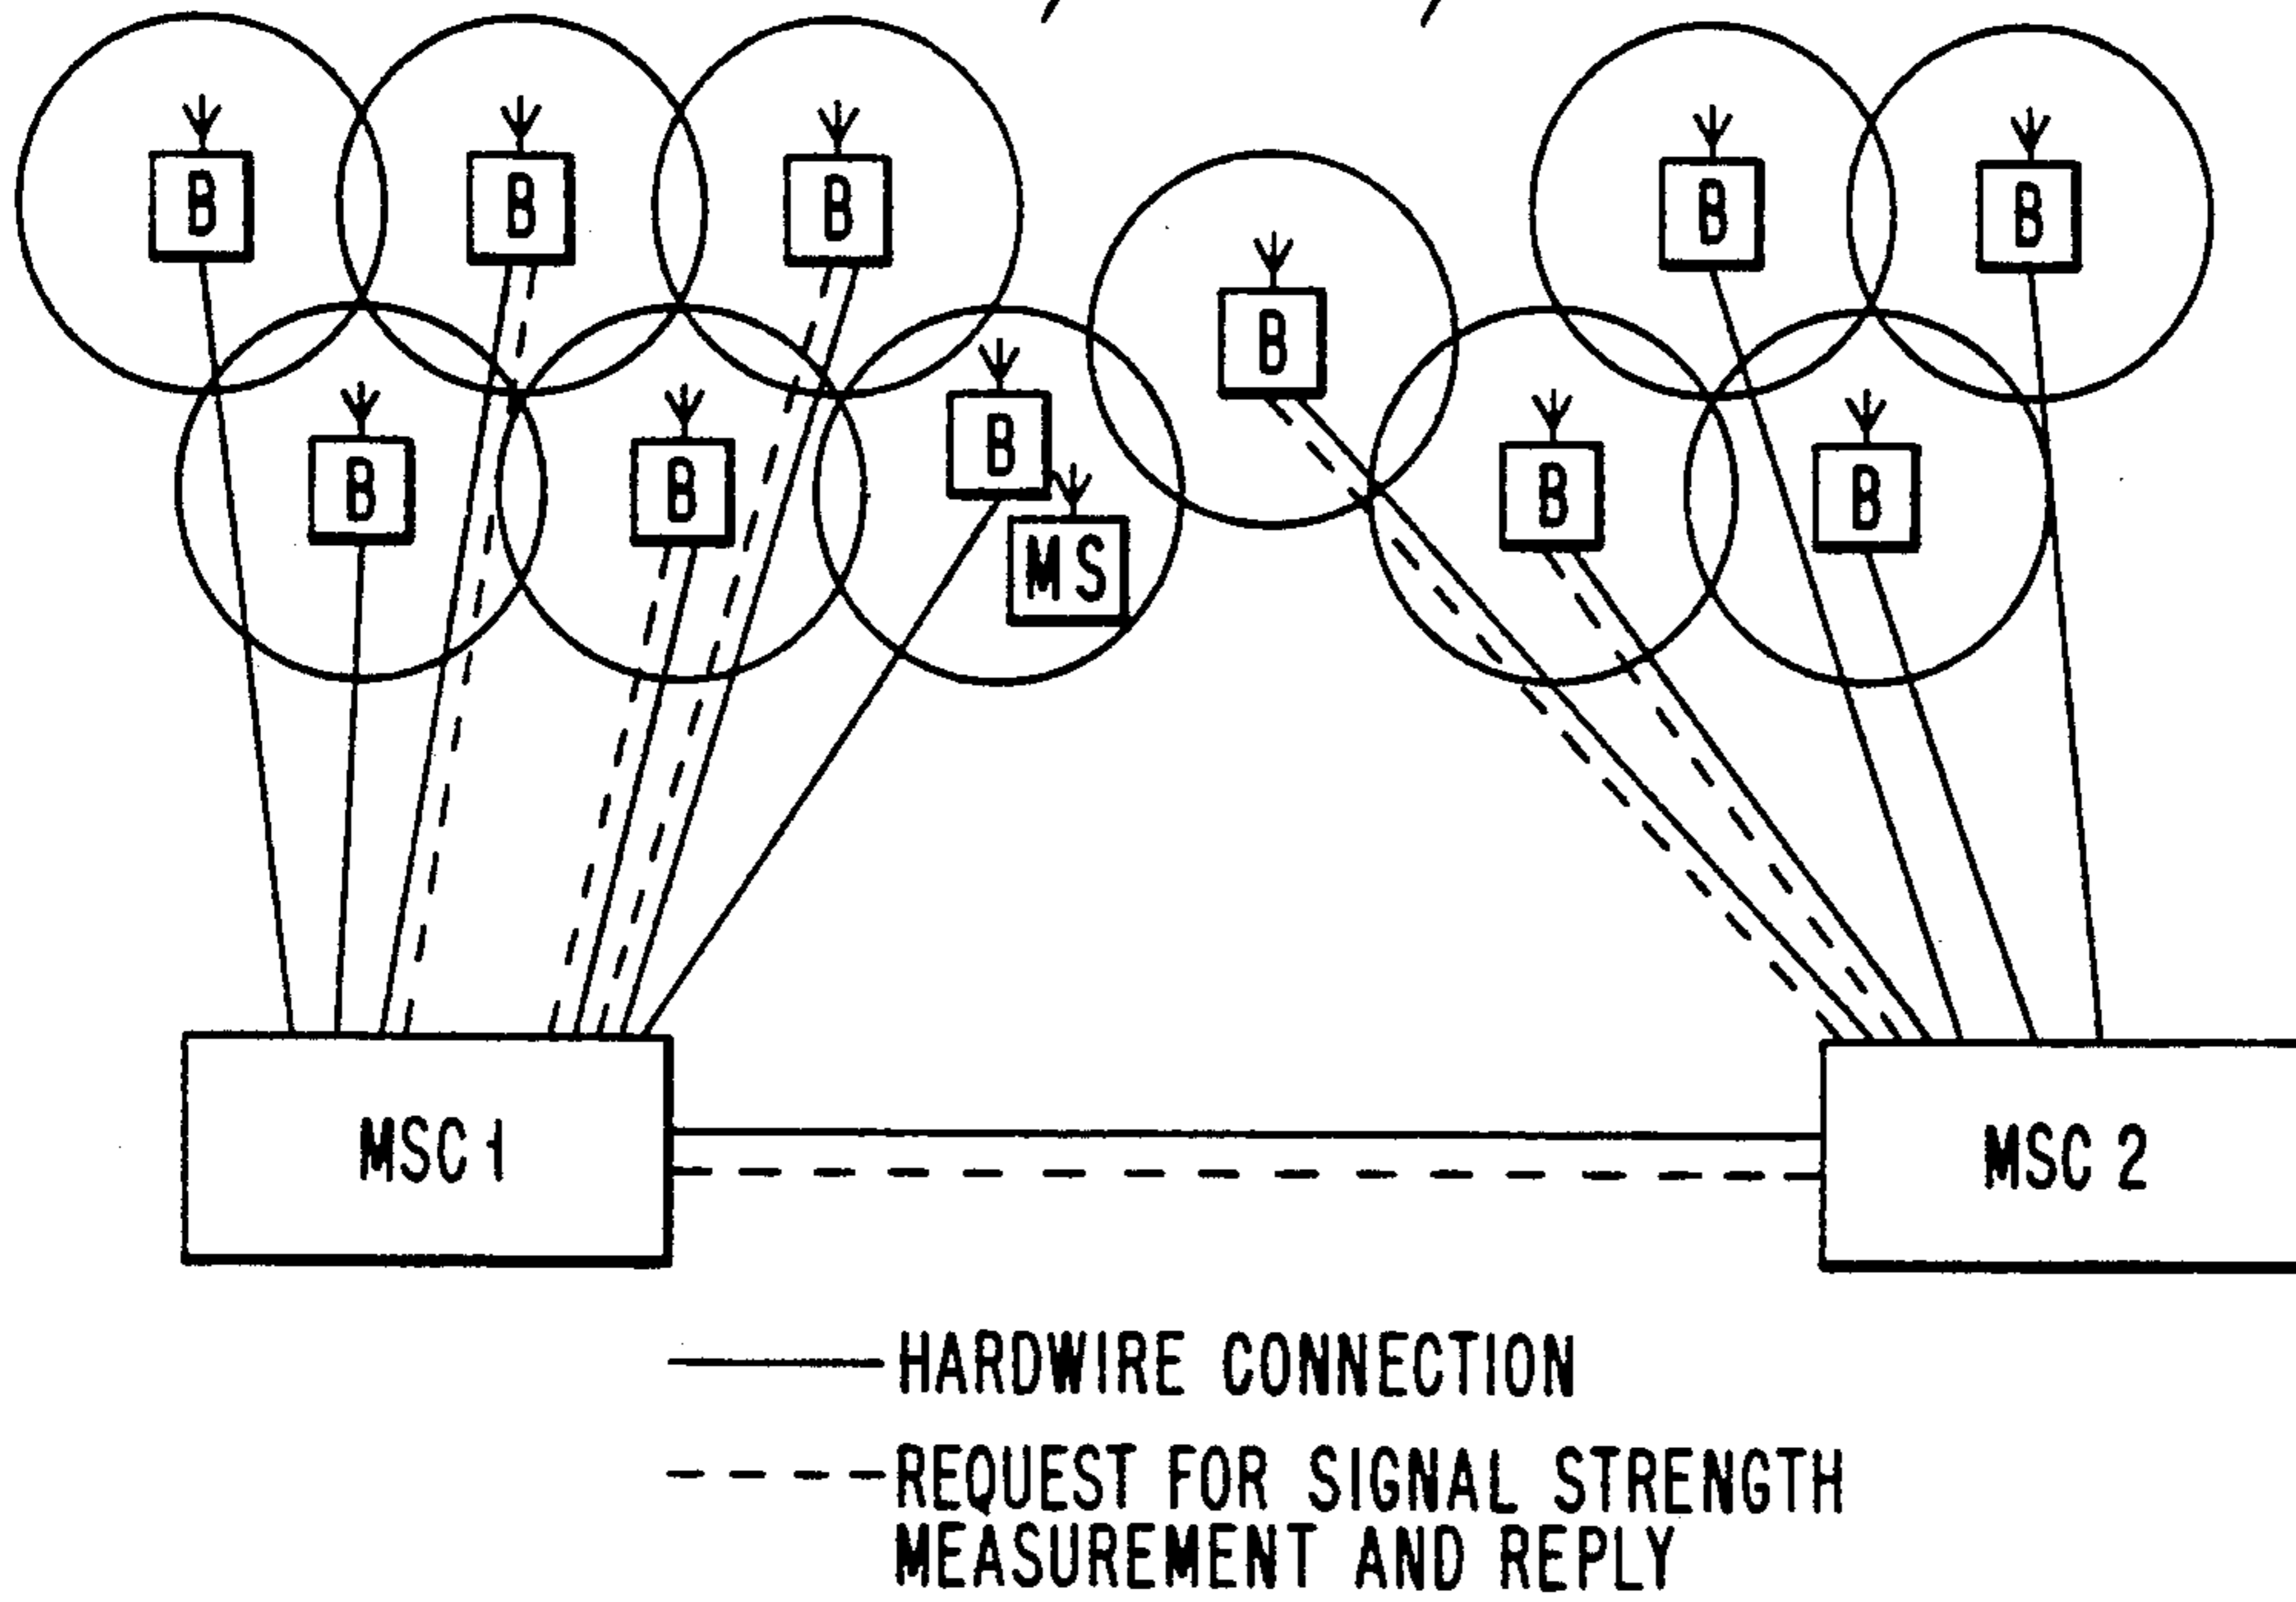 B B B B B
B
B B B B B
MS
MSC 1 MSC 2
HARDWIRE CONNECTION
REQUEST FOR SIGNAL STRENGTH
MEASUREMENT AND REPLY